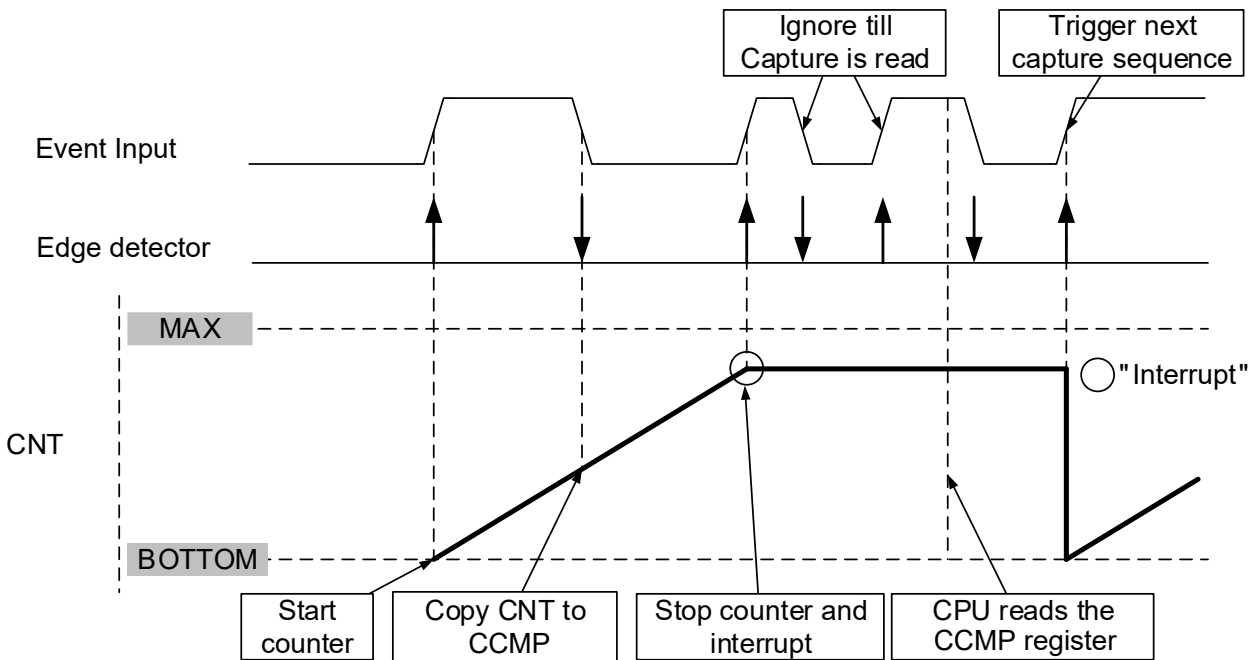 Ignore till
Capture is read
Trigger next
capture sequence
Event Input
Edge detector
MAX
"Interrupt"
CNT
BOTTOM
Start
counter
Copy CNT to
CCMP
Stop counter and
interrupt
CPU reads the
CCMP register